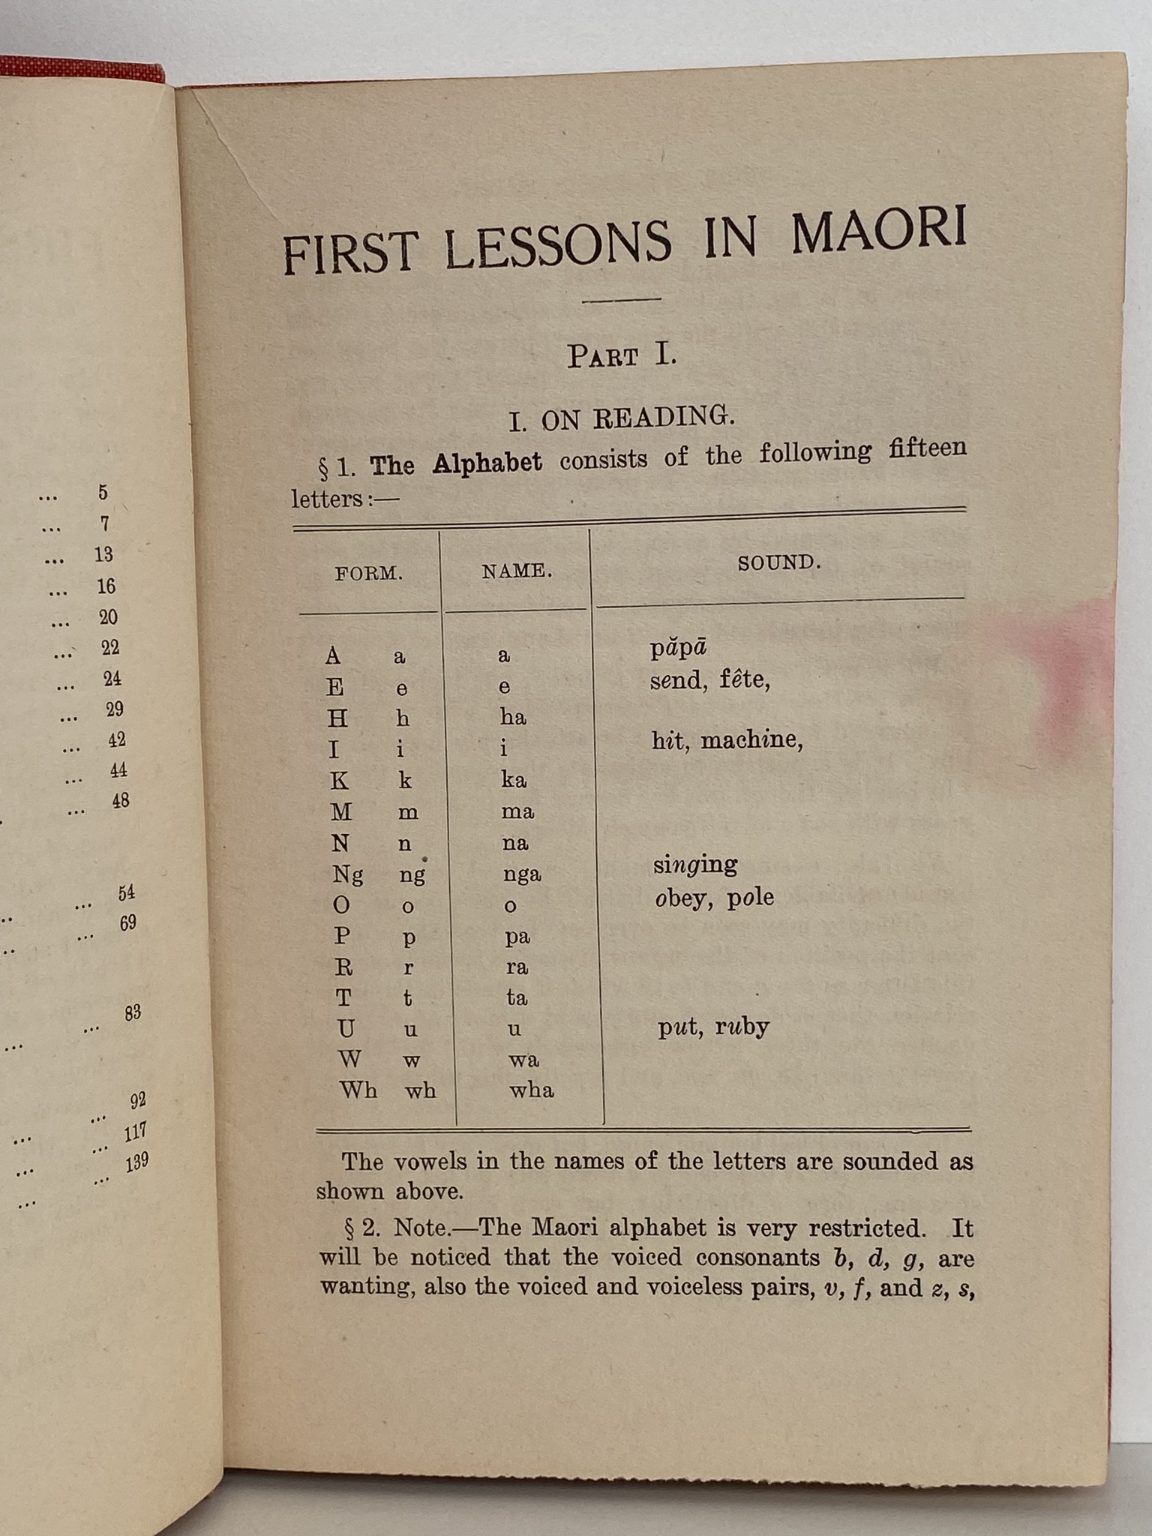 ... 5
... 7
... 13
... 16
... 20
... 22
... 24
... 29
... 42
... 44
... 48
... 54
... 69
... 83
... 92
... 117
... 139
FIRST LESSONS IN MAORI
PART I.
I. ON READING.
§ 1. The Alphabet consists of the following fifteen
letters:—
FORM. NAME. SOUND.
A a a păpā
E e e send, fête,
H h ha
I i i hit, machine,
K k ka
M m ma
N n na
Ng ng nga singing
O o o obey, pole
P p pa
R r ra
T t ta
U u u put, ruby
W w wa
Wh wh wha
The vowels in the names of the letters are sounded as
shown above.
§ 2. Note.—The Maori alphabet is very restricted. It
will be noticed that the voiced consonants b, d, g, are
wanting, also the voiced and voiceless pairs, v, f, and z, s,